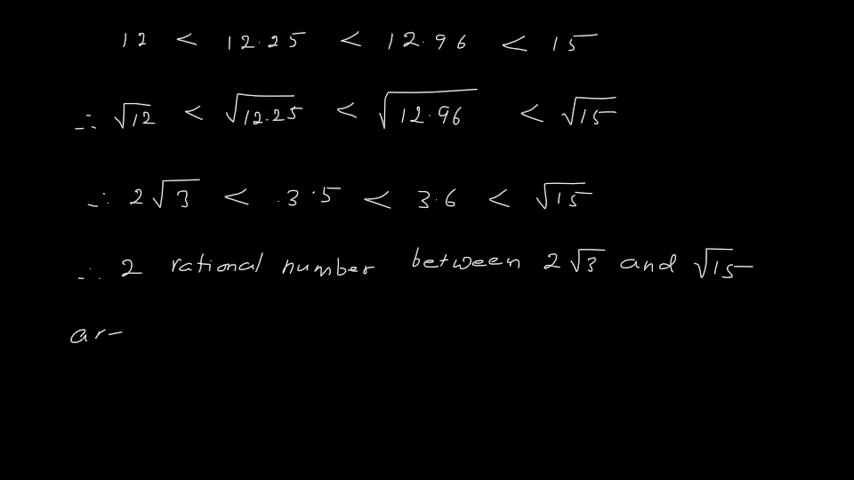 12 < 12.25 < 12.96 < 15
∴ √12 < √12.25 < √12.96 < √15
∴ 2√3 < 3.5 < 3.6 < √15
∴ 2 rational number between 2√3 and √15
ar